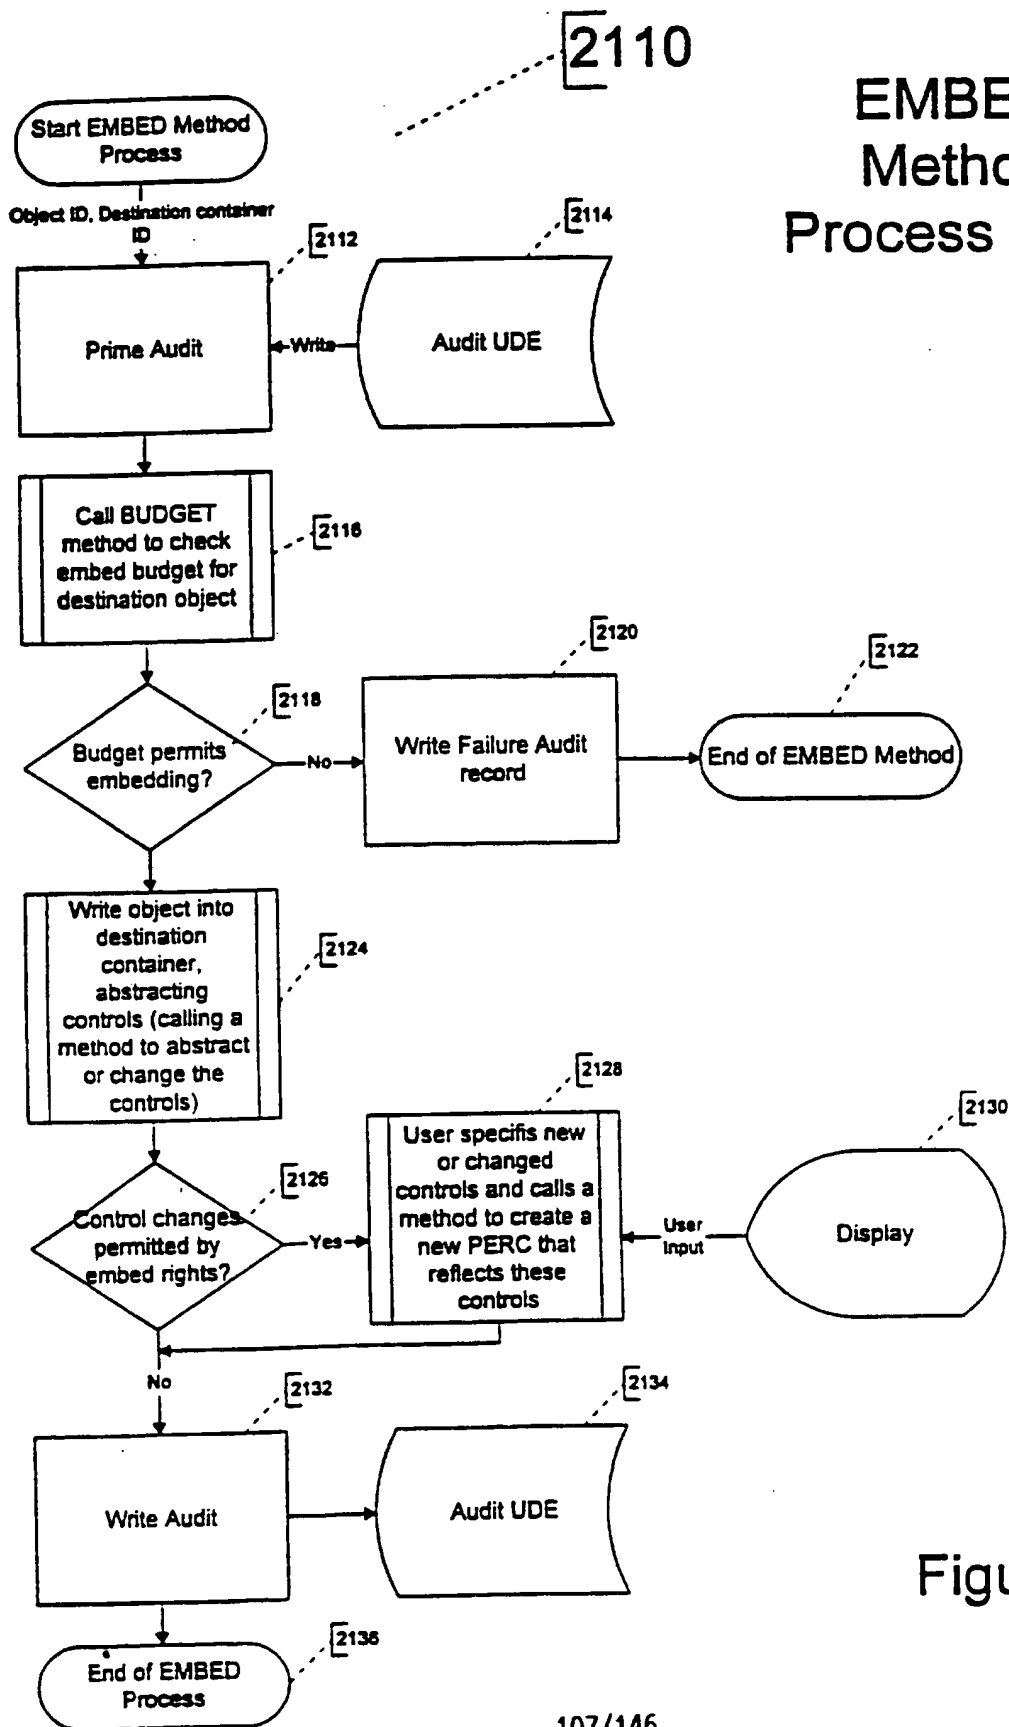 2110
EMBE
Metho
Process
Start EMBED Method
Process
Object ID, Destination container
ID
2112
2114
Prime Audit
Write
Audit UDE
Call BUDGET
method to check
embed budget for
destination object
2116
2118
Budget permits
embedding?
No
2120
Write Failure Audit
record
2122
End of EMBED Method
Write object into
destination
container,
abstracting
controls (calling a
method to abstract
or change the
controls)
2124
2126
Control changes
permitted by
embed rights?
Yes
2128
User specifis new
or changed
controls and calls a
method to create a
new PERC that
reflects these
controls
User
Input
2130
Display
No
2132
Write Audit
2134
Audit UDE
2136
End of EMBED
Process
Figu
107/146